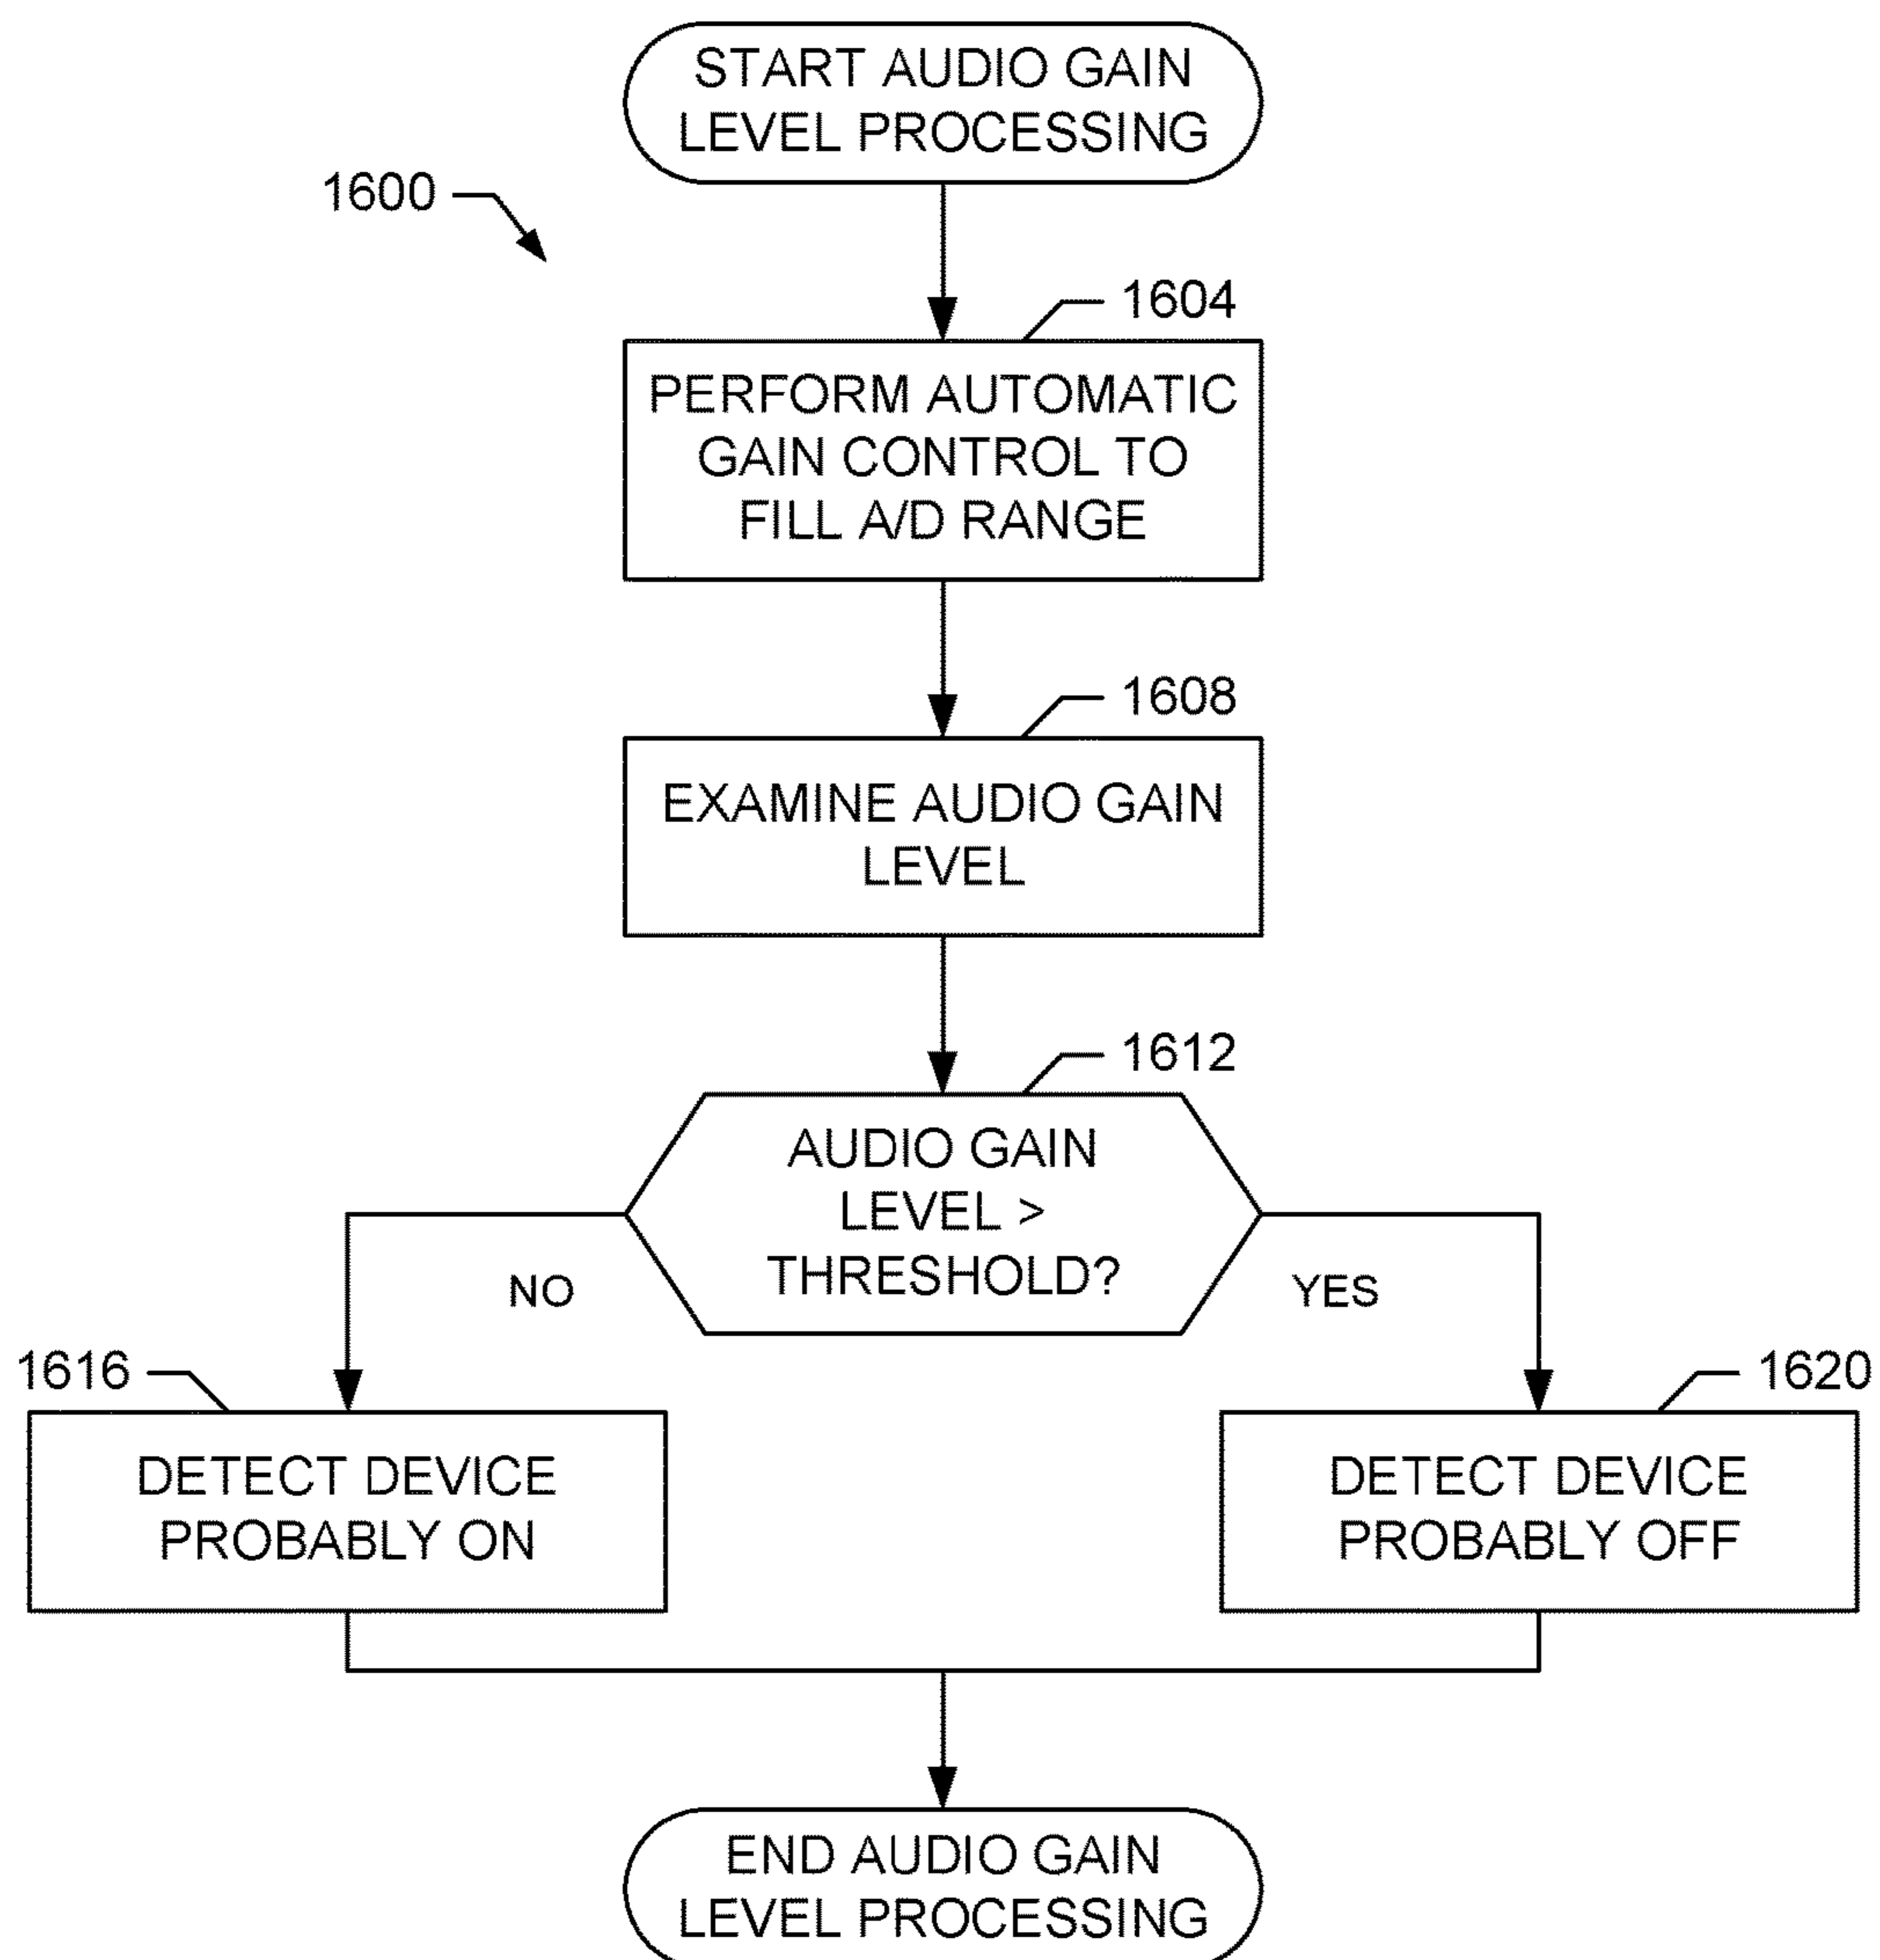 START AUDIO GAIN
LEVEL PROCESSING
1600
1604
PERFORM AUTOMATIC
GAIN CONTROL TO
FILL A/D RANGE
1608
EXAMINE AUDIO GAIN
LEVEL
1612
AUDIO GAIN
LEVEL >
THRESHOLD?
NO
YES
1616
1620
DETECT DEVICE
PROBABLY ON
DETECT DEVICE
PROBABLY OFF
END AUDIO GAIN
LEVEL PROCESSING